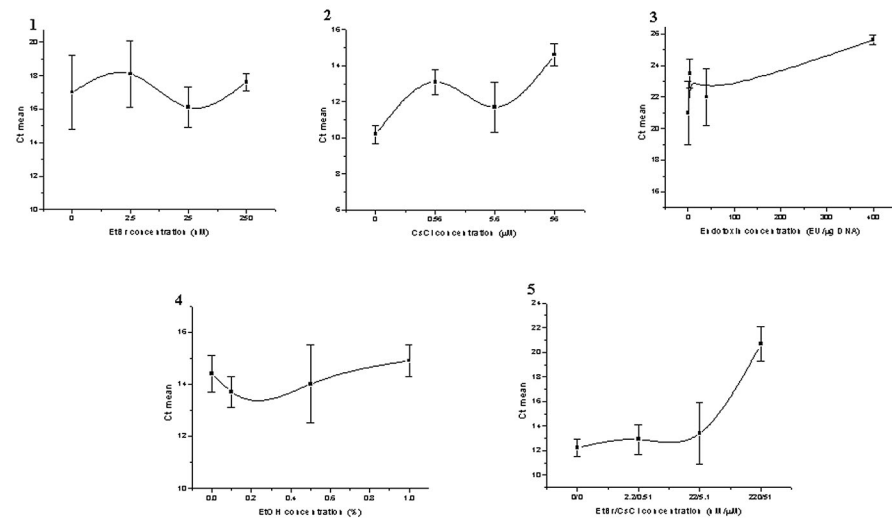 1
20
18
16
14
12
10
Ct mean
0 2.5 25 250
EtBr concentration (nM)
2
16
14
12
10
8
6
Ct mean
0 0.56 5.6 56
CsCl concentration (µM)
3
26
24
22
20
18
16
Ct mean
0 100 200 300 400
Endotoxin concentration (EU/µg DNA)
4
16
14
12
10
Ct mean
0.0 0.2 0.4 0.6 0.8 1.0
EtOH concentration (%)
5
24
22
20
18
16
14
12
10
Ct mean
0/0 2.2/0.51 22/5.1 220/51
EtBr/CsCl concentration (nM/µM)